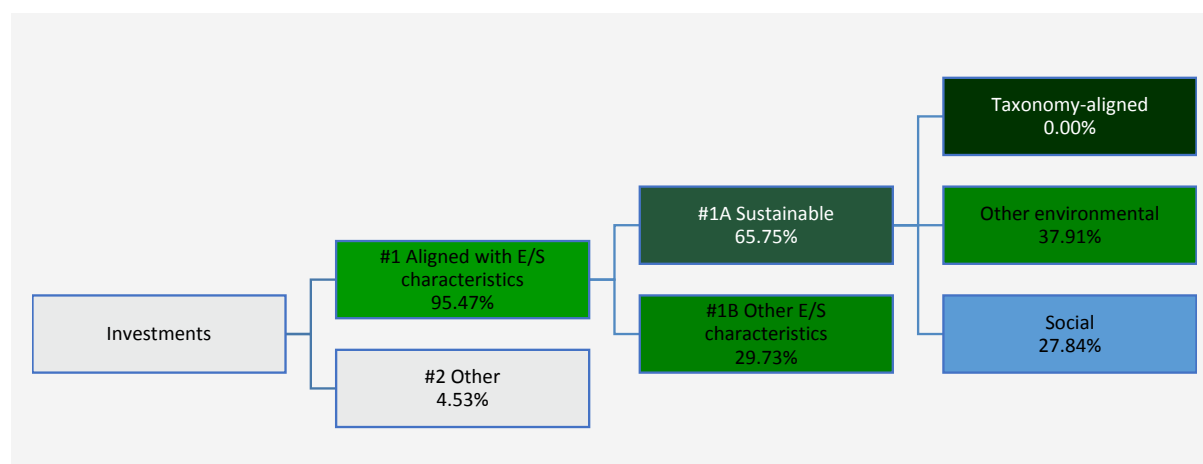 Investments
#1 Aligned with E/S
characteristics
95.47%
#2 Other
4.53%
#1A Sustainable
65.75%
#1B Other E/S
characteristics
29.73%
Taxonomy-aligned
0.00%
Other environmental
37.91%
Social
27.84%